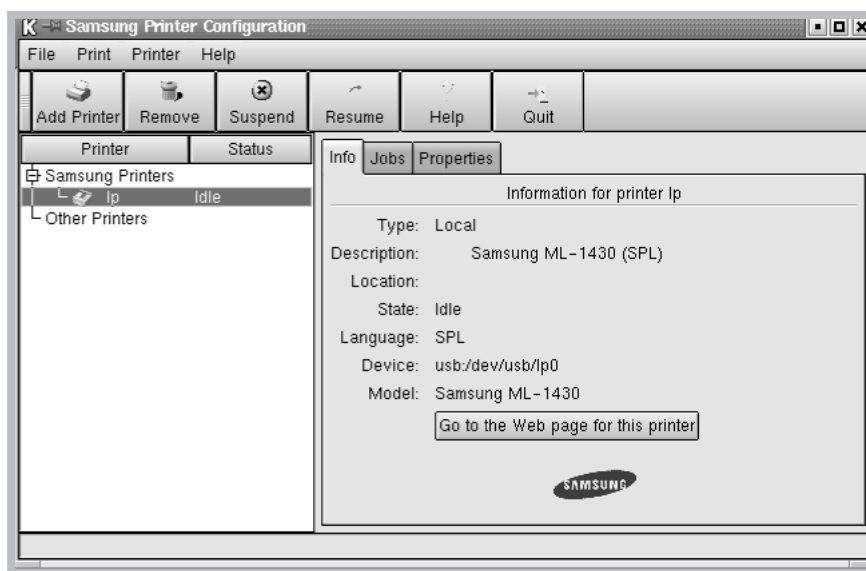 Samsung Printer Configuration
File Print Printer Help
Add Printer Remove Suspend Resume Help Quit
Printer Status
Info Jobs Properties
Samsung Printers
lp Idle
Other Printers
Information for printer lp
Type: Local
Description: Samsung ML-1430 (SPL)
Location:
State: Idle
Language: SPL
Device: usb:/dev/usb/lp0
Model: Samsung ML-1430
Go to the Web page for this printer
SAMSUNG